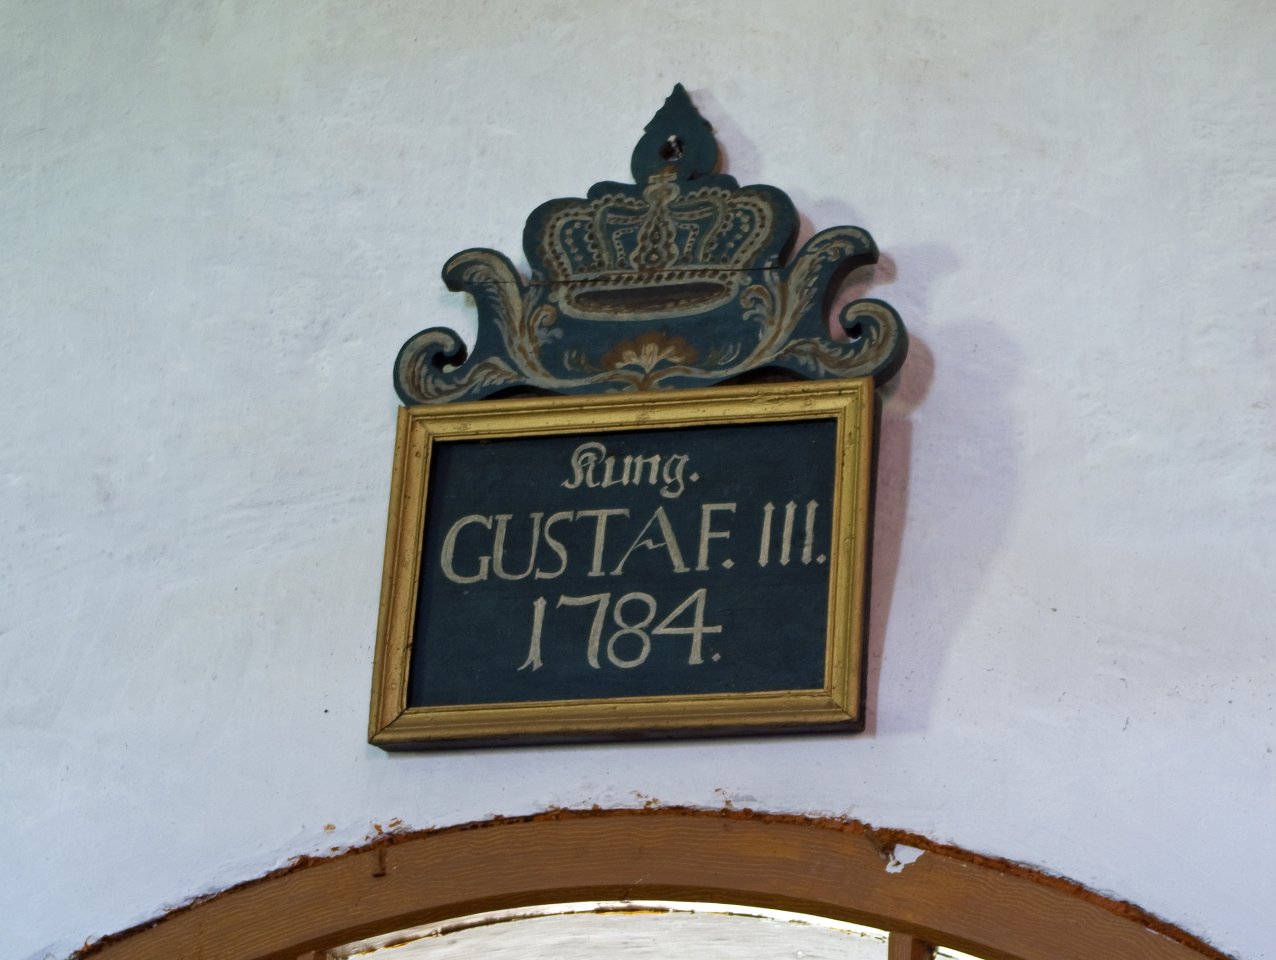 Kung.
GUSTAF. III.
1784.